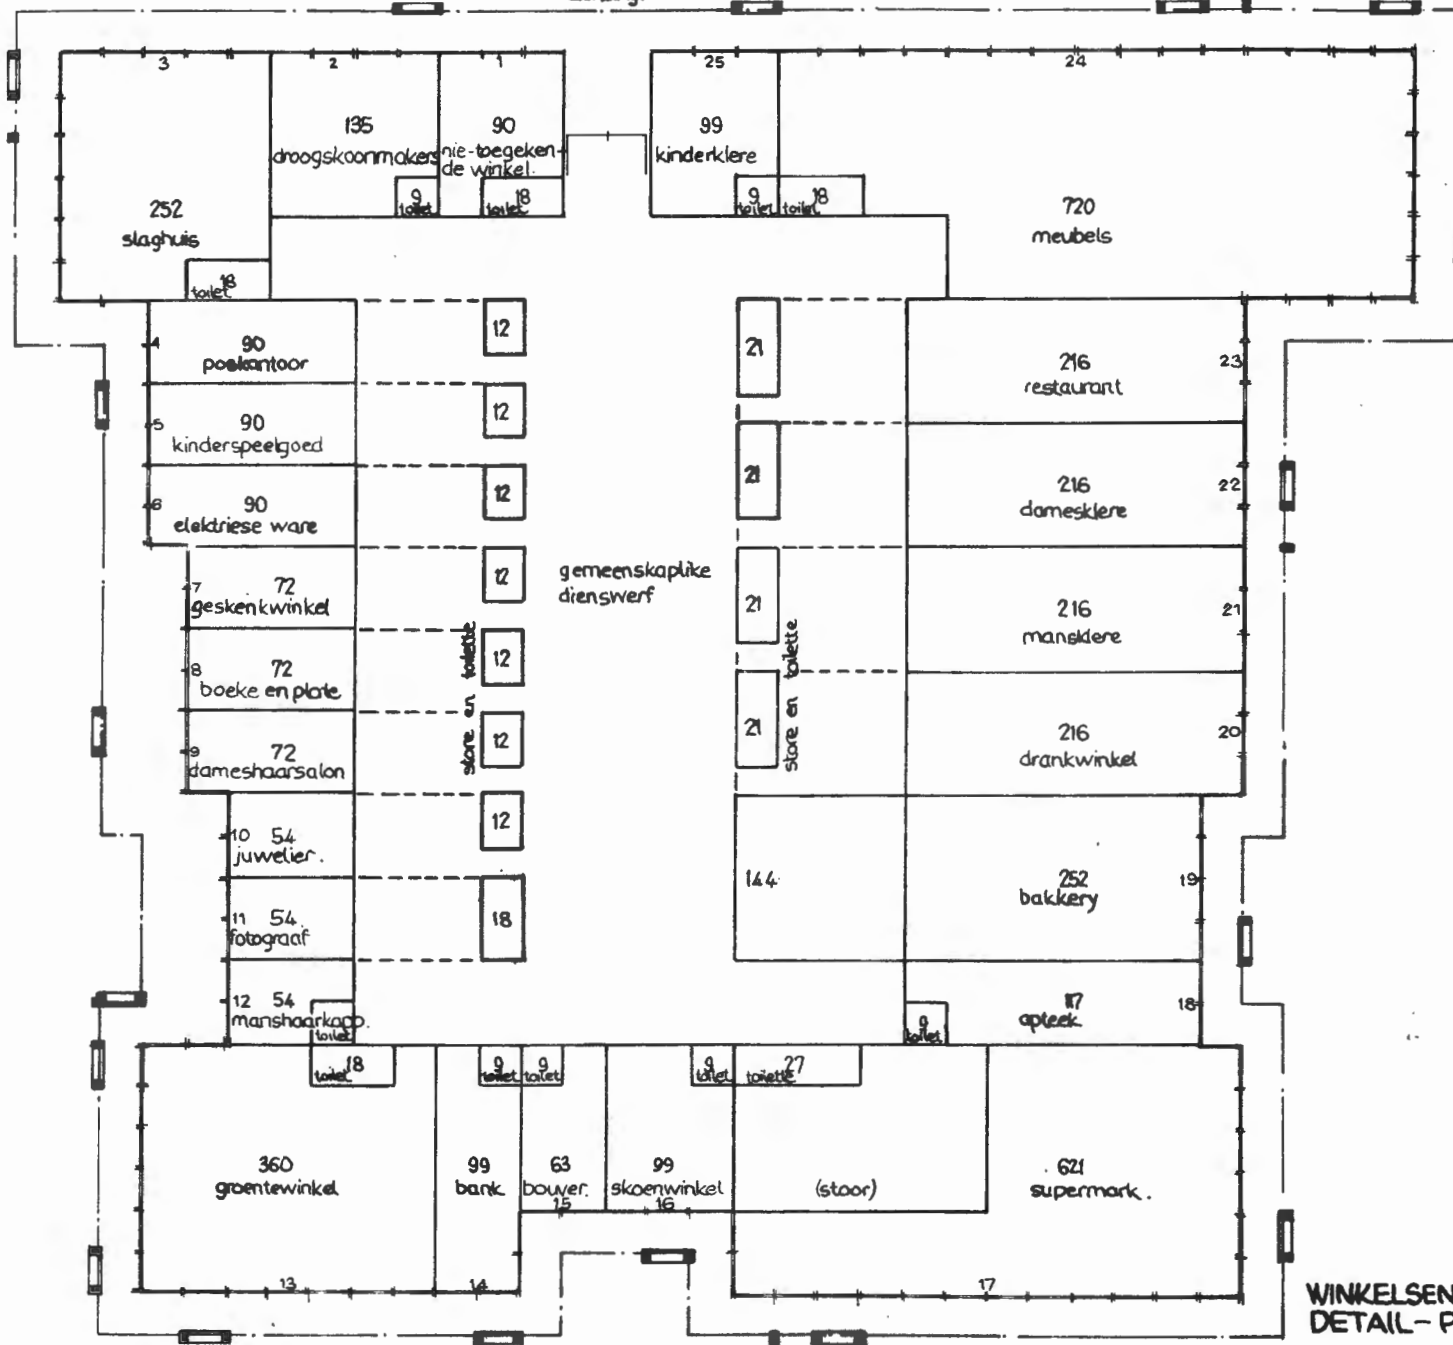 3
2
1
25
24
135
droogskoonmakers
90
nie-toegeken-
de winkel.
99
kinderklere
9
toilet
18
toilet
9
toilet
18
toilet
252
slaghuis
720
meubels
18
toilet
4
90
poskantoor
12
21
216
restaurant
23
5
90
kinderspeelgoed
12
21
216
damesklere
22
6
90
elektriese ware
12
7
72
geskenkwinkel
12
gemeenskaplike
dienswerf
21
216
mansklere
21
8
72
boeke en plate
12
store en toilette
store en toilette
9
72
dameshaarsalon
12
21
216
drankwinkel
20
10 54
juwelier.
12
11 54
fotograaf
18
144
252
bakkery
19
12 54
manshaarkapp.
toilet
9
toilet
117
apteek
18
18
toilet
9
toilet
9
toilet
9
toilet
27
toilette
360
groentewinkel
99
bank
63
bouver.
99
skoenwinkel
(stoor)
621
supermark.
15
16
13
14
17
WINKELSEN
DETAIL-P